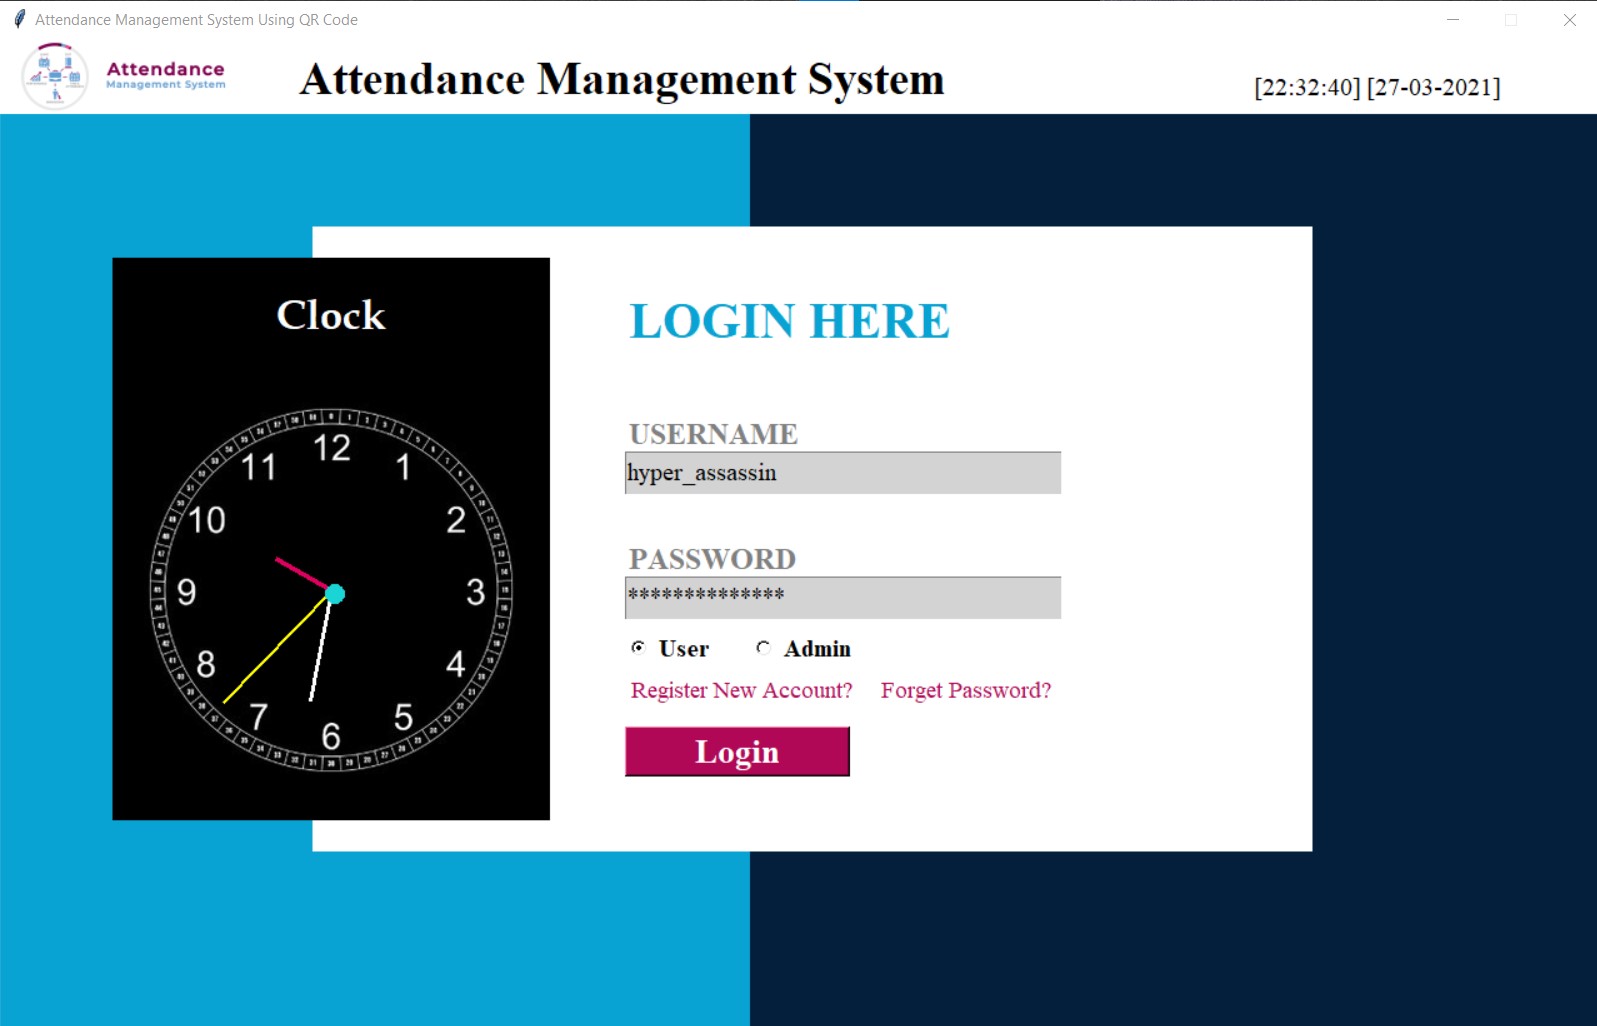 Attendance Management System Using QR Code
Attendance
Management System
Attendance Management System
[22:32:40] [27-03-2021]
Clock
12
11
1
10
2
9
3
8
4
7
5
6
LOGIN HERE
USERNAME
hyper_assassin
PASSWORD
**************
User Admin
Register New Account? Forget Password?
Login